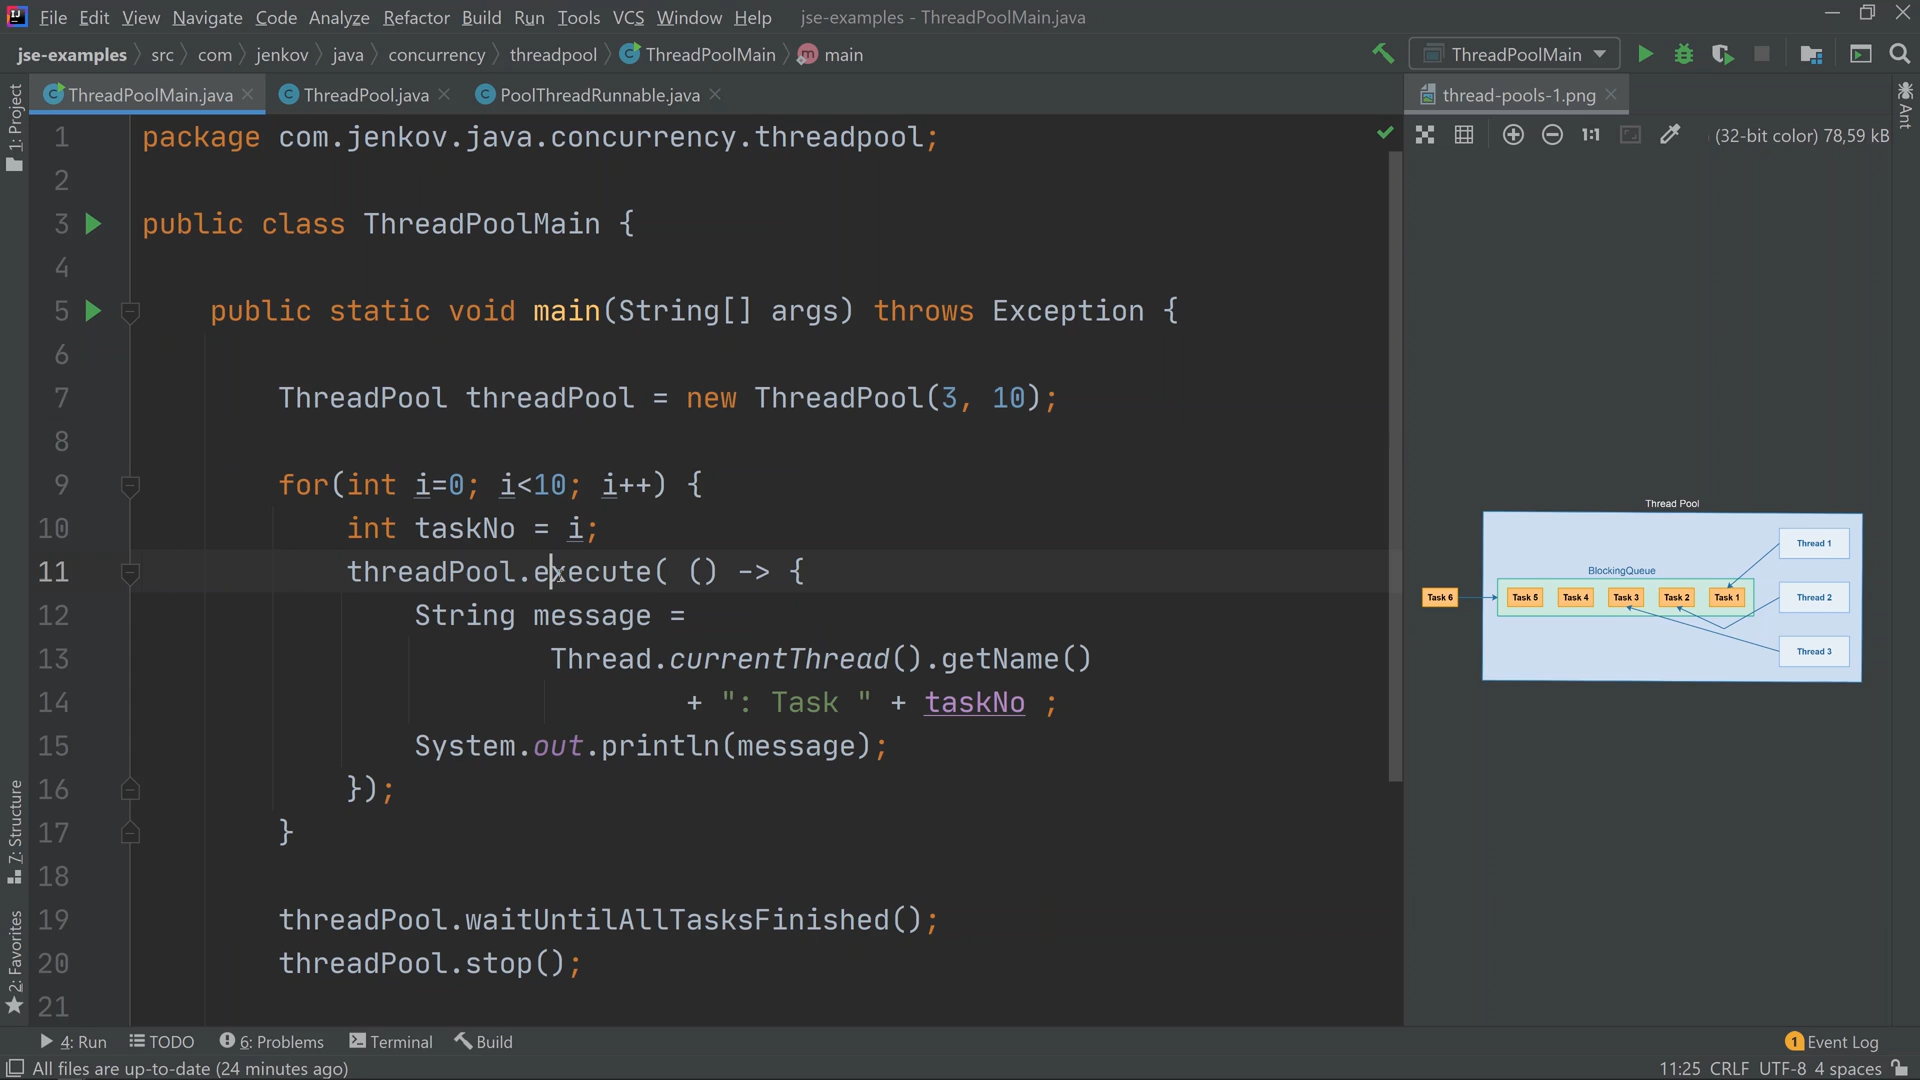 File Edit View Navigate Code Analyze Refactor Build Run Tools VCS Window Help jse-examples - ThreadPoolMain.java
jse-examples src com jenkov java concurrency threadpool ThreadPoolMain main ThreadPoolMain
ThreadPoolMain.java ThreadPool.java PoolThreadRunnable.java thread-pools-1.png
(32-bit color) 78,59 kB
1: Project
7: Structure
2: Favorites
Ant
1 package com.jenkov.java.concurrency.threadpool;
2
3 public class ThreadPoolMain {
4
5 public static void main(String[] args) throws Exception {
6
7 ThreadPool threadPool = new ThreadPool(3, 10);
8
9 for(int i=0; i<10; i++) {
10 int taskNo = i;
11 threadPool.execute( () -> {
12 String message =
13 Thread.currentThread().getName()
14 + ": Task " + taskNo ;
15 System.out.println(message);
16 });
17 }
18
19 threadPool.waitUntilAllTasksFinished();
20 threadPool.stop();
21
1:1
Thread Pool
BlockingQueue
Task 6 Task 5 Task 4 Task 3 Task 2 Task 1
Thread 1
Thread 2
Thread 3
4: Run TODO 6: Problems Terminal Build 1 Event Log
All files are up-to-date (24 minutes ago) 11:25 CRLF UTF-8 4 spaces